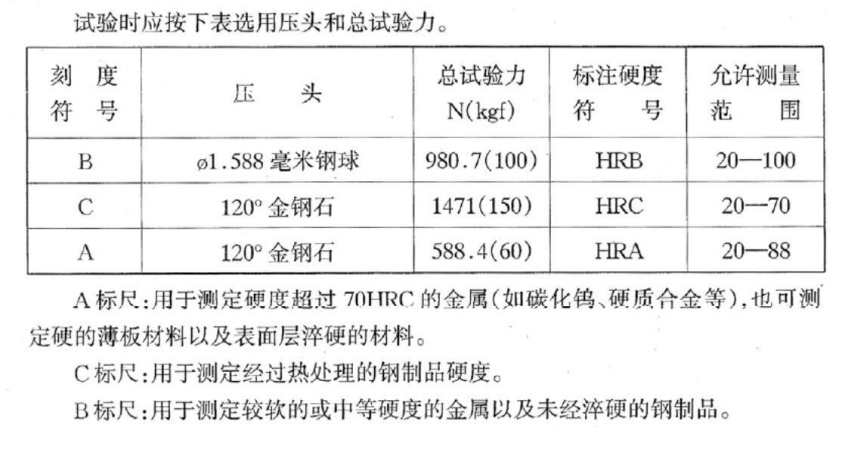 试验时应按下表选用压头和总试验力。
刻 度 符 号 压 头 总试验力 N(kgf) 标注硬度 符 号 允许测量 范 围
B ø1.588 毫米钢球 980.7(100) HRB 20—100
C 120° 金钢石 1471(150) HRC 20—70
A 120° 金钢石 588.4(60) HRA 20—88
A 标尺:用于测定硬度超过 70HRC 的金属(如碳化钨、硬质合金等),也可测
定硬的薄板材料以及表面层淬硬的材料。
C 标尺:用于测定经过热处理的钢制品硬度。
B 标尺:用于测定较软的或中等硬度的金属以及未经淬硬的钢制品。